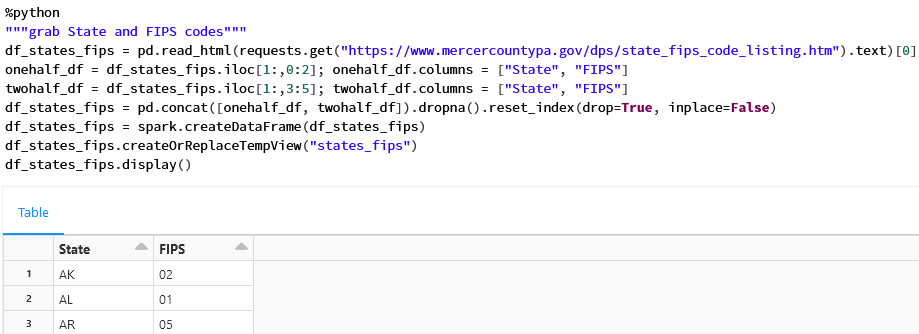 %python
"""grab State and FIPS codes"""
df_states_fips = pd.read_html(requests.get("https://www.mercercountypa.gov/dps/state_fips_code_listing.htm").text)[0]
onehalf_df = df_states_fips.iloc[1:,0:2]; onehalf_df.columns = ["State", "FIPS"]
twohalf_df = df_states_fips.iloc[1:,3:5]; twohalf_df.columns = ["State", "FIPS"]
df_states_fips = pd.concat([onehalf_df, twohalf_df]).dropna().reset_index(drop=True, inplace=False)
df_states_fips = spark.createDataFrame(df_states_fips)
df_states_fips.createOrReplaceTempView("states_fips")
df_states_fips.display()
Table
State FIPS
1 AK 02
2 AL 01
3 AR 05